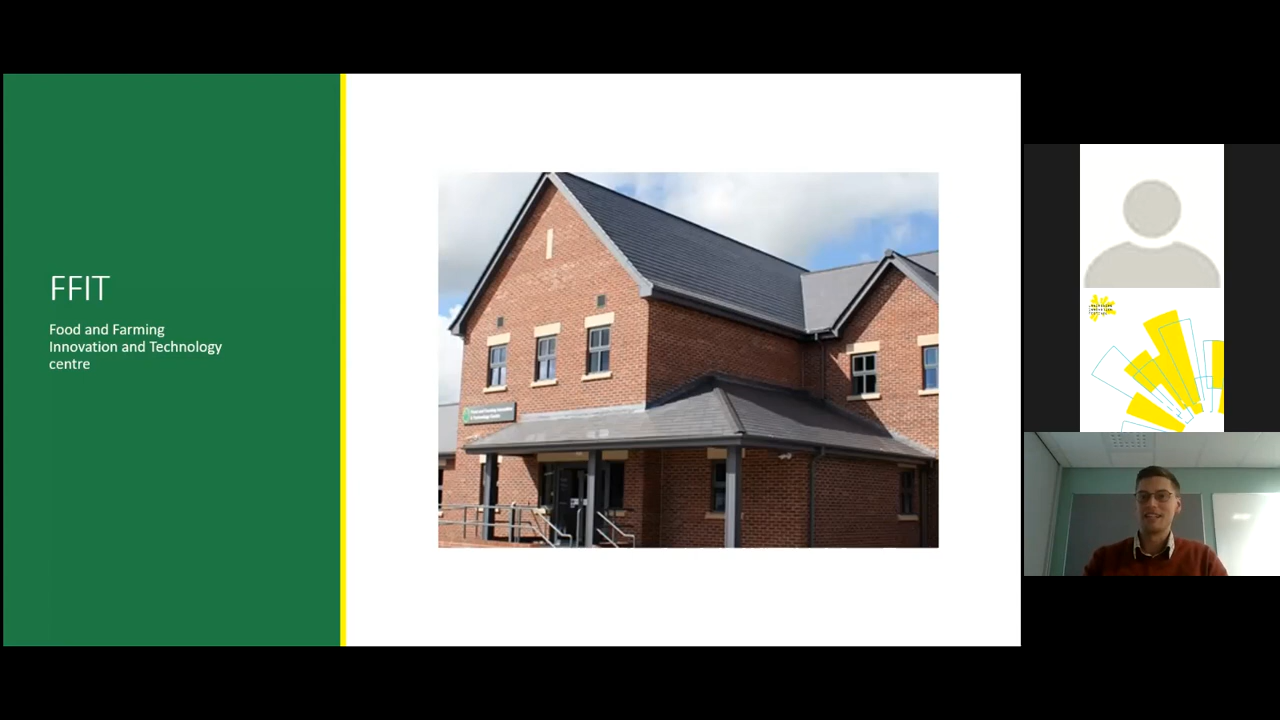 FFIT
Food and Farming
Innovation and Technology
centre